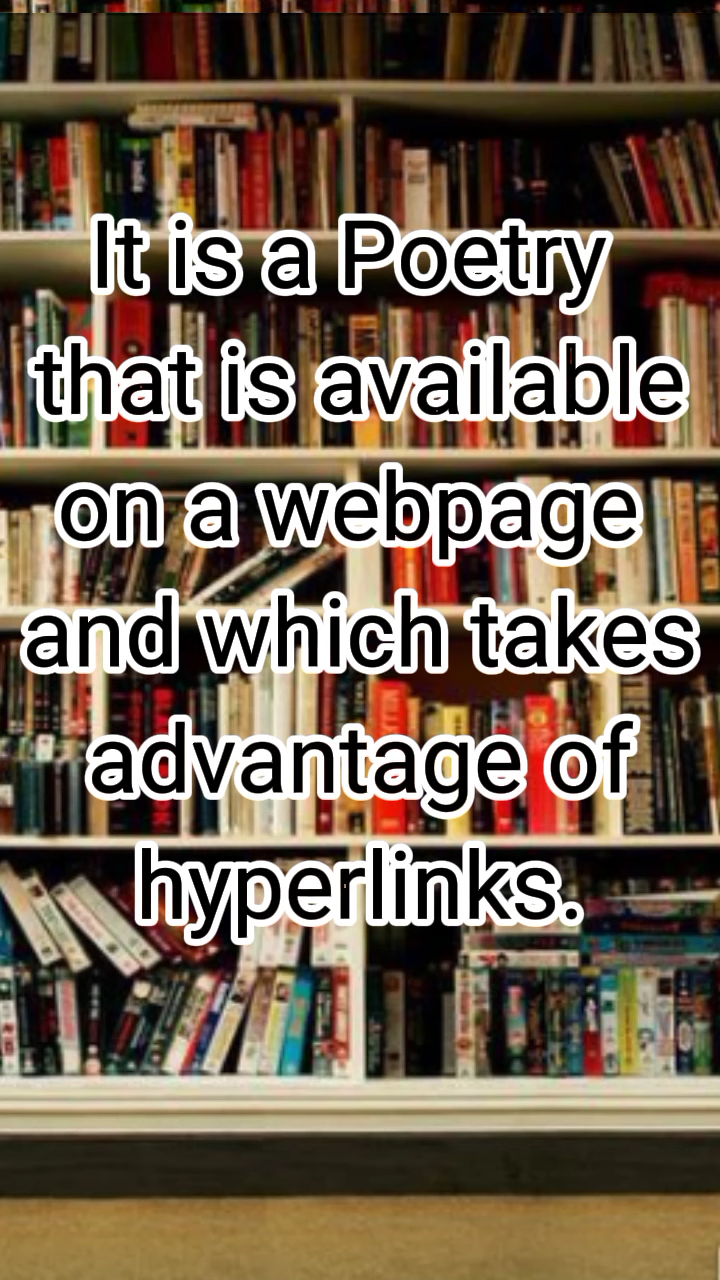 It is a Poetry
that is available
on a webpage
and which takes
advantage of
hyperlinks.